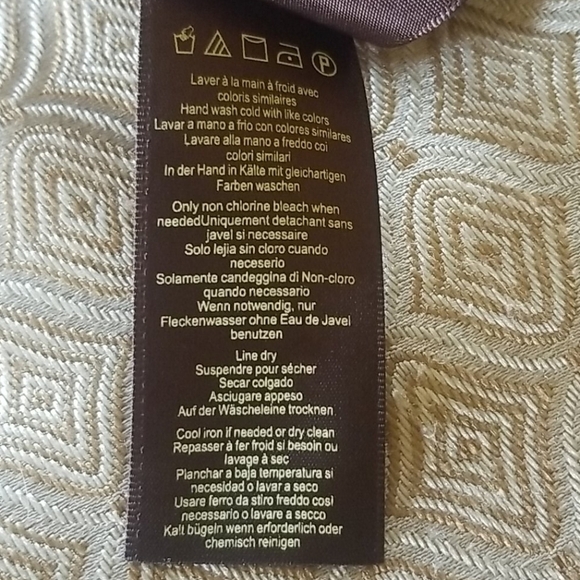 P
Laver à la main à froid avec
coloris similaires
Hand wash cold with like colors
Lavar a mano a frio con colores similares
Lavare alla mano a freddo coi
colori similari
In der Hand in Kälte mit gleichartigen
Farben waschen
Only non chlorine bleach when
neededUniquement detachant sans
javel si necessaire
Solo lejia sin cloro cuando
neceserio
Solamente candeggina di Non-cloro
quando necessario
Wenn notwendig, nur
Fleckenwasser ohne Eau de Javel
benutzen
Line dry
Suspendre pour sécher
Secar colgado
Asciugare appeso
Auf der Wäscheleine trocknen
Cool iron if needed or dry clean
Repasser à fer froid si besoin ou
lavage à sec
Planchar a baja temperatura si
necesidad o lavar a seco
Usare ferro da stiro freddo cosi
necessario o lavare a secco
Kalt bügeln wenn erforderlich oder
chemisch reinigen